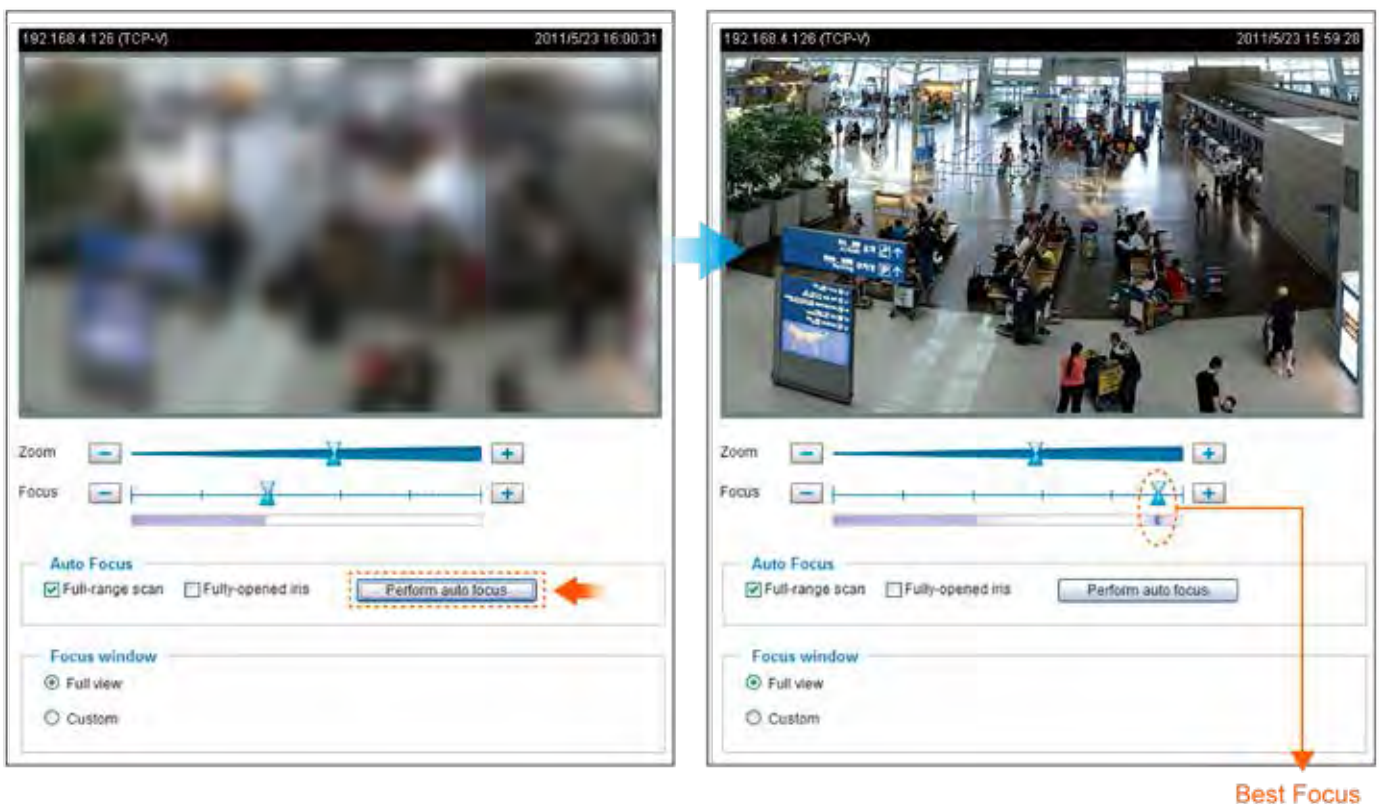 192.168.4.126 (TCP-V) 2011/5/23 16:00:31
Zoom
Focus
Auto Focus
Full-range scan Fully-opened iris Perform auto focus
Focus window
Full view
Custom
192.168.4.126 (TCP-V) 2011/5/23 15:59:28
Zoom
Focus
Auto Focus
Full-range scan Fully-opened iris Perform auto focus
Focus window
Full view
Custom
Best Focus